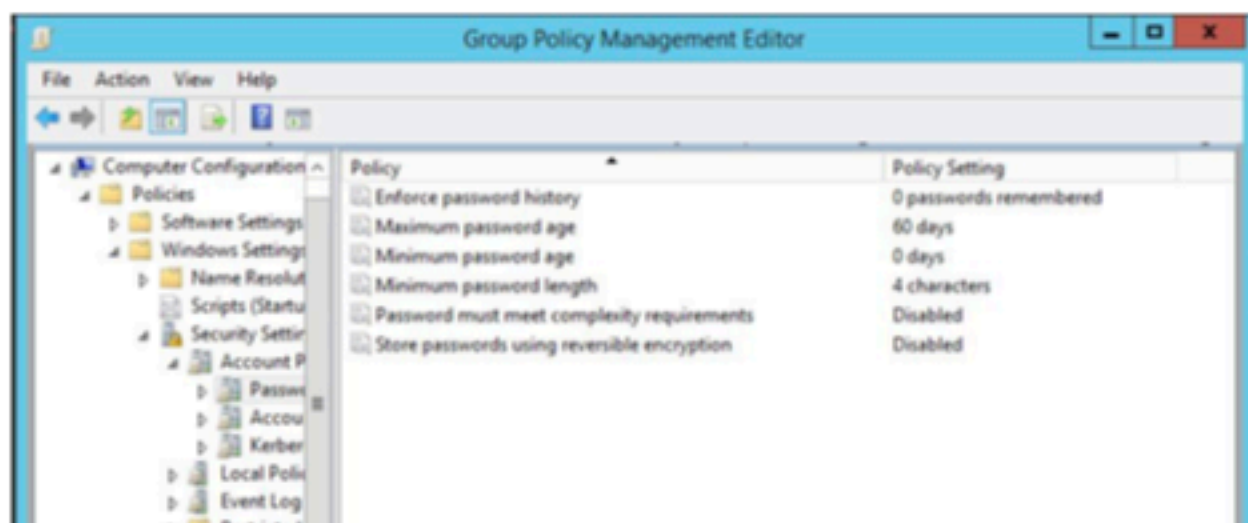 Group Policy Management Editor
File Action View Help
Computer Configuration
Policies
Software Settings
Windows Settings
Name Resolut
Scripts (Startu
Security Settin
Account P
Passwo
Accou
Kerber
Local Polic
Event Log
Policy Policy Setting
Enforce password history 0 passwords remembered
Maximum password age 60 days
Minimum password age 0 days
Minimum password length 4 characters
Password must meet complexity requirements Disabled
Store passwords using reversible encryption Disabled